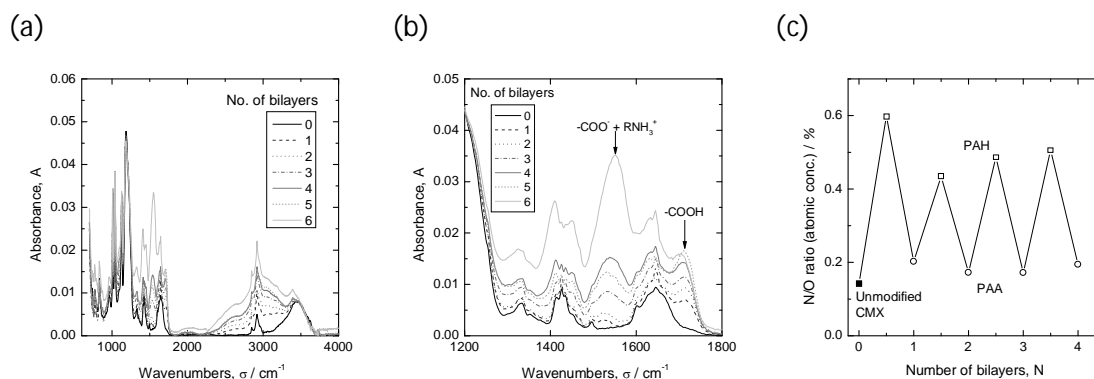 (a)
0.06
0.05
0.04
0.03
0.02
0.01
0.00
Absorbance, A
1000 2000 3000 4000
Wavenumbers, σ / cm⁻¹
No. of bilayers
0
1
2
3
4
5
6
(b)
0.05
0.04
0.03
0.02
0.01
0.00
Absorbance, A
1200 1400 1600 1800
Wavenumbers, σ / cm⁻¹
No. of bilayers
0
1
2
3
4
5
6
-COO⁻ + RNH₃⁺
-COOH
(c)
0.6
0.4
0.2
0.0
N/O ratio (atomic conc.) / %
PAH
PAA
Unmodified
CMX
0 1 2 3 4
Number of bilayers, N